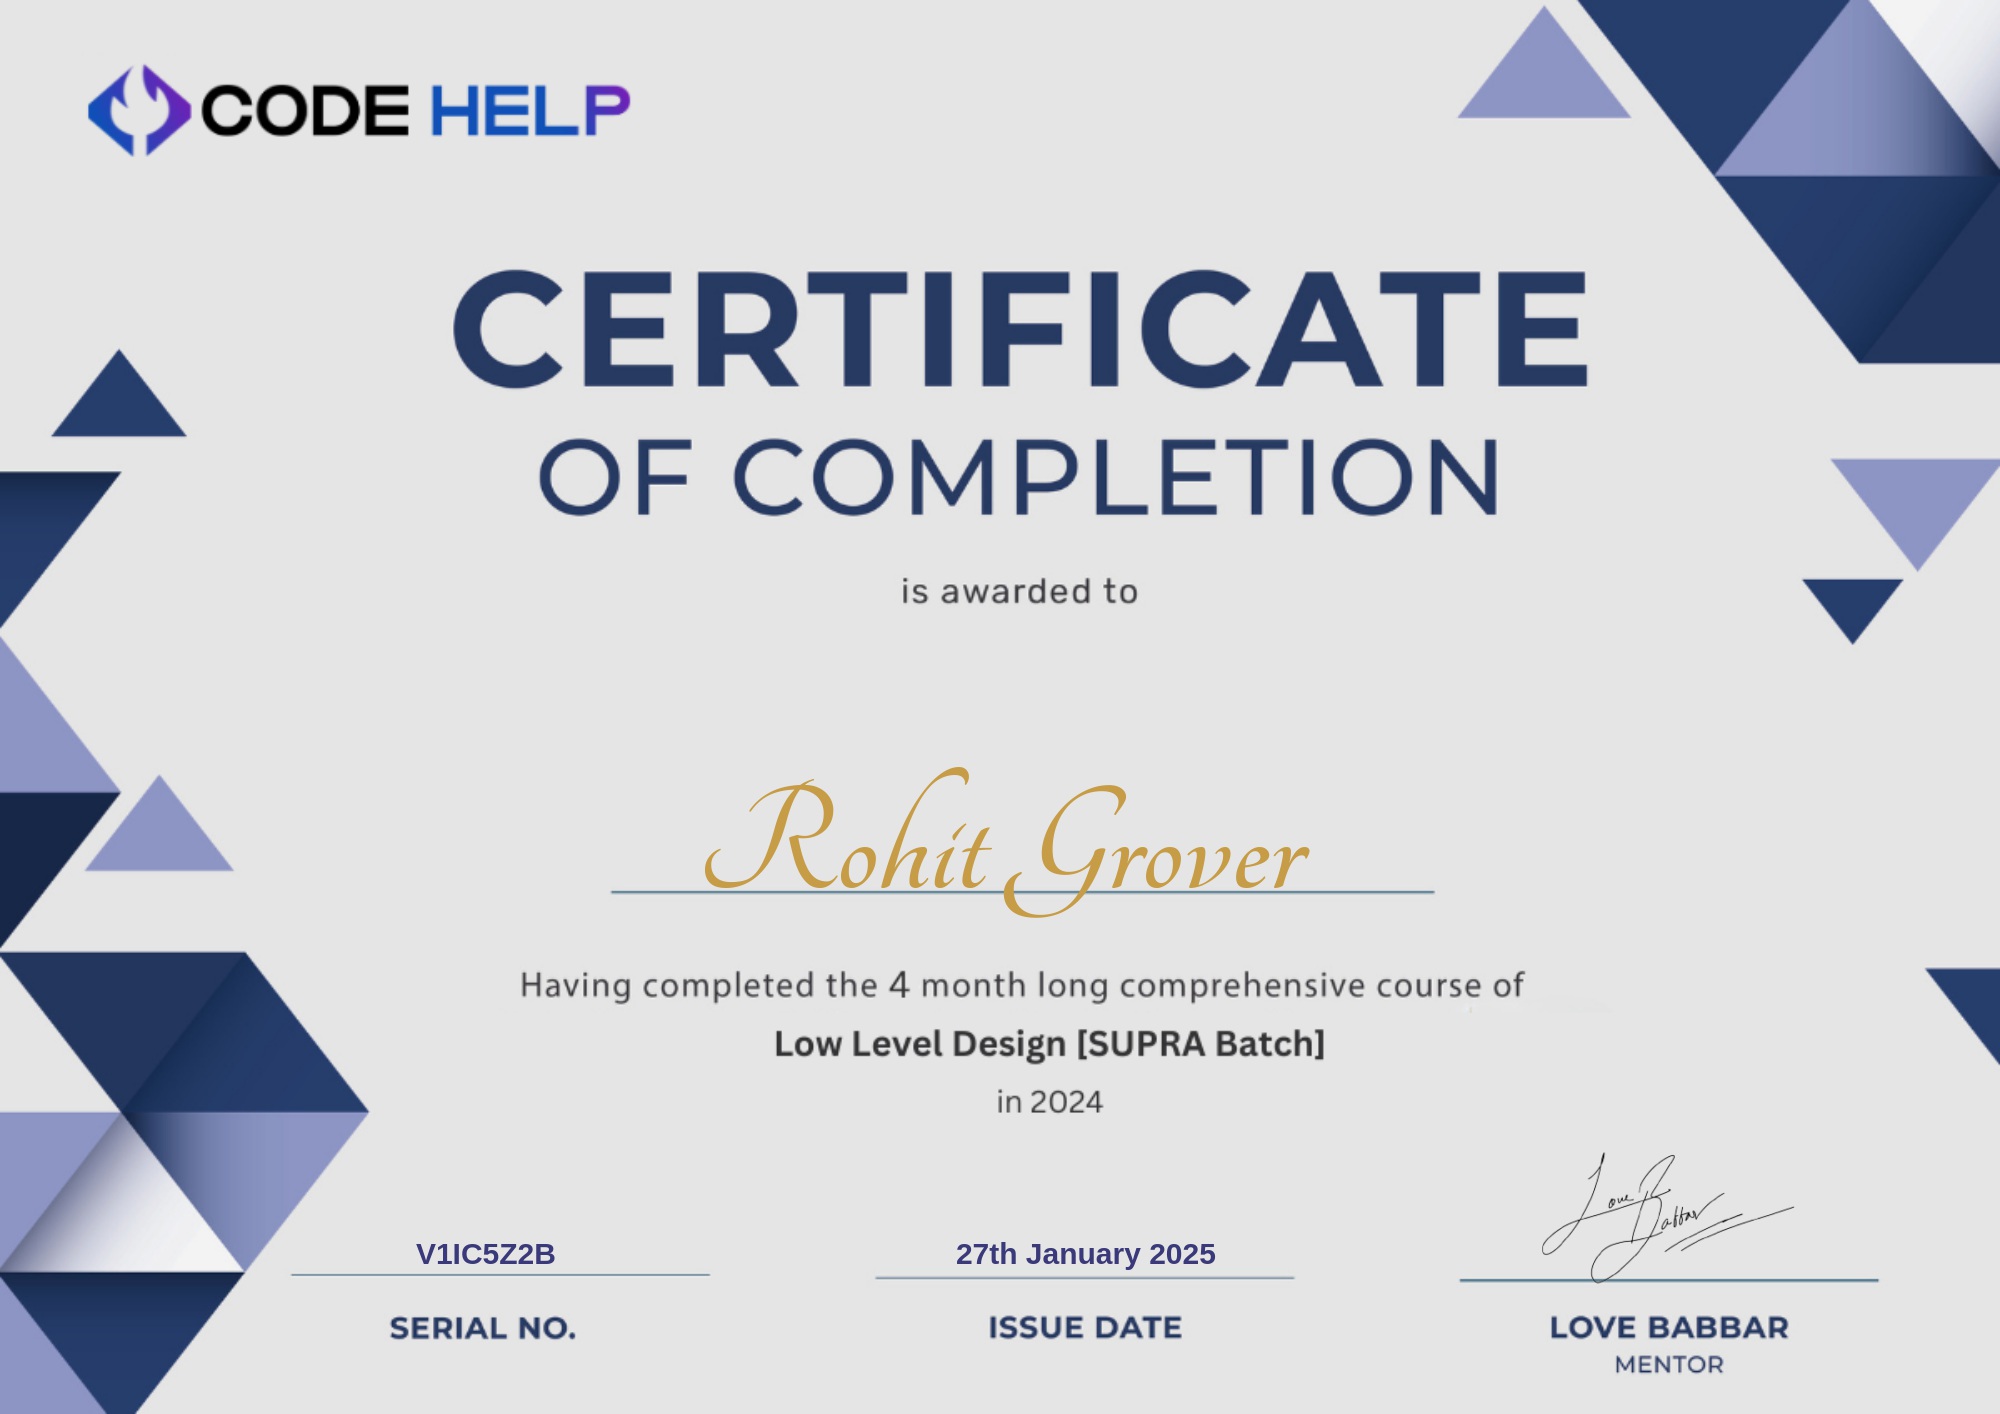 CODE HELP
CERTIFICATE
OF COMPLETION
is awarded to
Rohit Grover
Having completed the 4 month long comprehensive course of
Low Level Design [SUPRA Batch]
in 2024
Love Babbar
V1IC5Z2B
27th January 2025
SERIAL NO.
ISSUE DATE
LOVE BABBAR
MENTOR